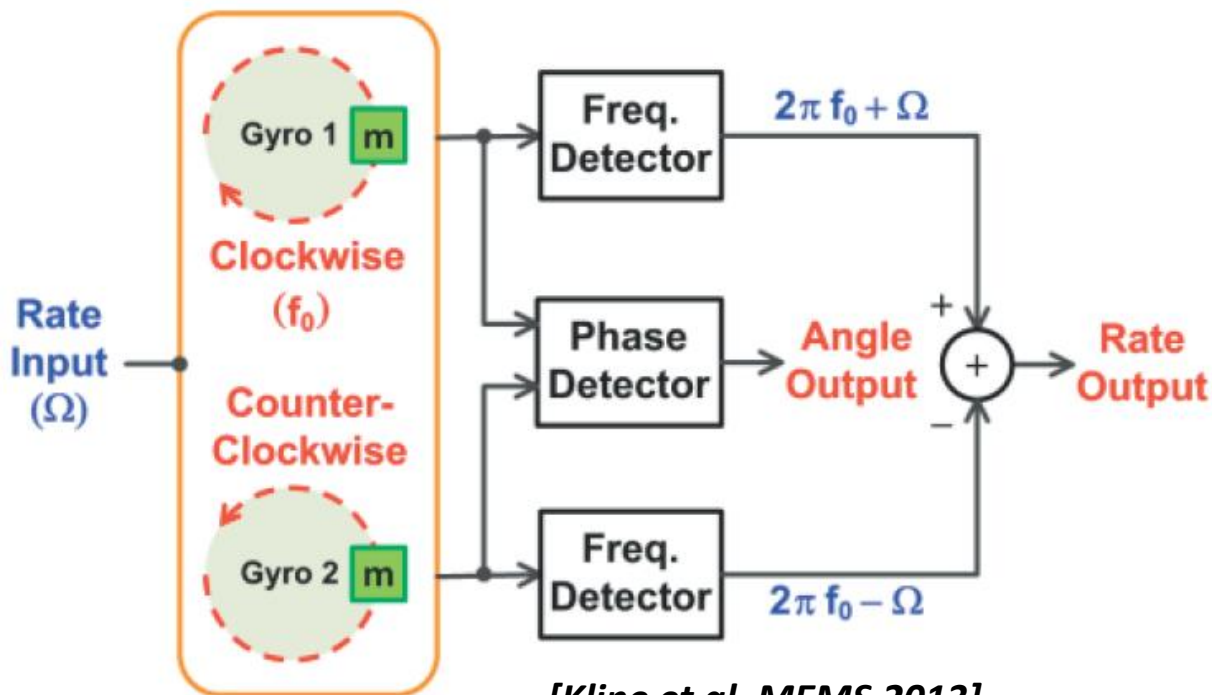 Gyro 1
m
Clockwise
(f₀)
Rate
Input
(Ω)
Counter-
Clockwise
Gyro 2
m
Freq.
Detector
2π f₀ + Ω
Phase
Detector
Angle
Output
+
+
−
Rate
Output
Freq.
Detector
2π f₀ − Ω